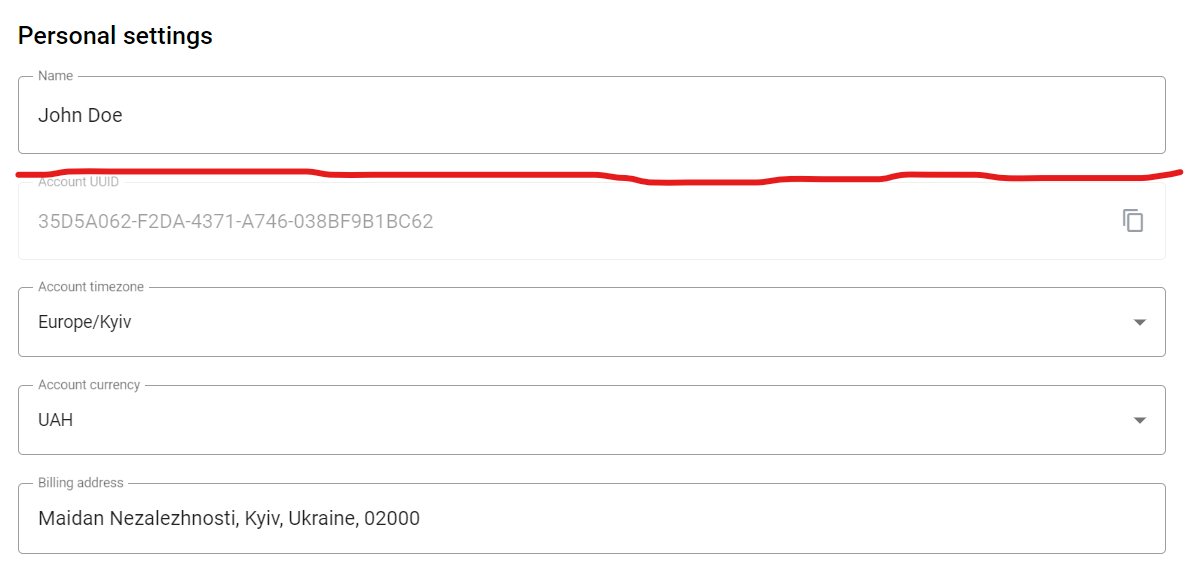 Personal settings
Name
John Doe
Account UUID
35D5A062-F2DA-4371-A746-038BF9B1BC62
Account timezone
Europe/Kyiv
Account currency
UAH
Billing address
Maidan Nezalezhnosti, Kyiv, Ukraine, 02000